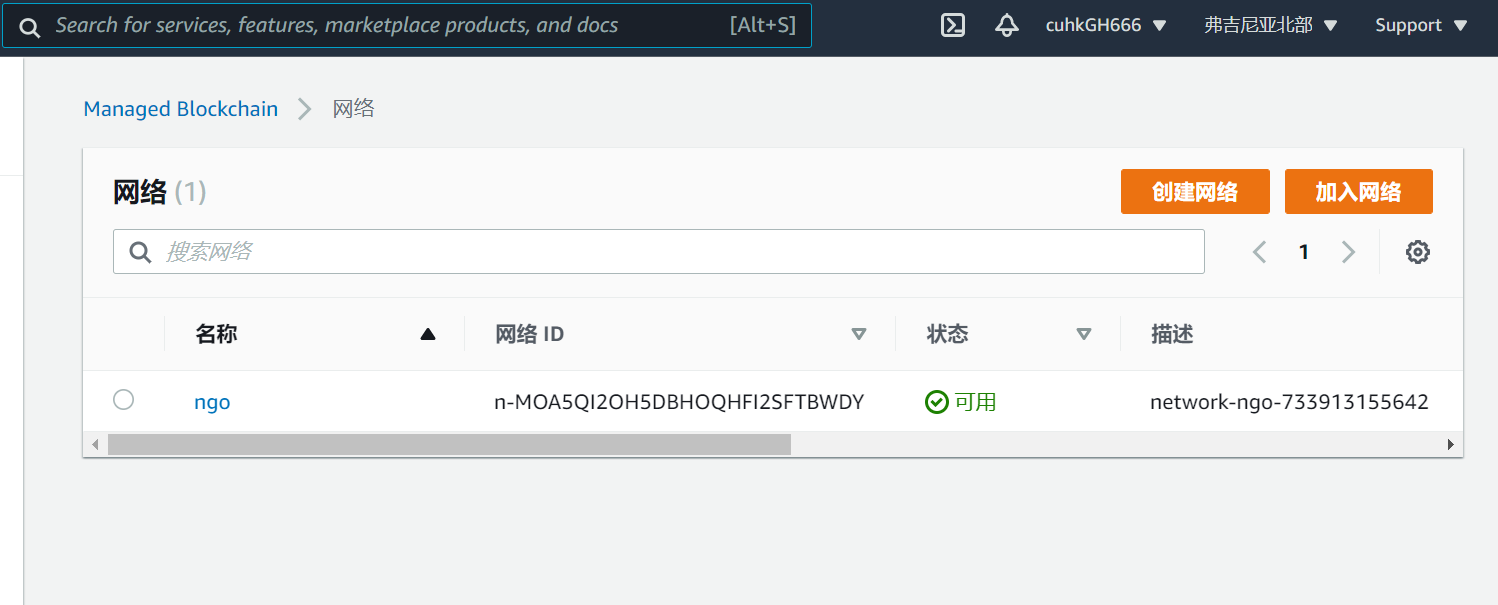 Search for services, features, marketplace products, and docs [Alt+S] cuhkGH666 弗吉尼亚北部 Support
Managed Blockchain 网络
网络 (1) 创建网络 加入网络
搜索网络 1
名称 网络 ID 状态 描述
ngo n-MOA5QI2OH5DBHOQHFI2SFTBWDY 可用 network-ngo-733913155642